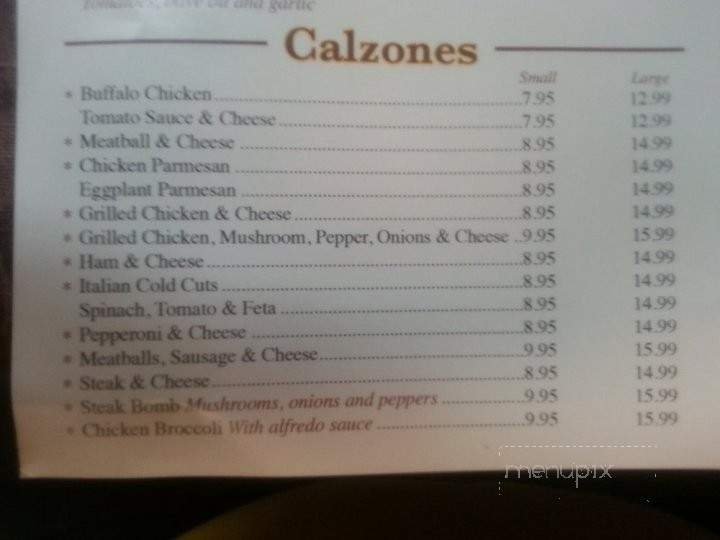 Tomatoes, olive oil and garlic
Calzones
Small Large
* Buffalo Chicken 7.95 12.99
Tomato Sauce & Cheese 7.95 12.99
* Meatball & Cheese 8.95 14.99
* Chicken Parmesan 8.95 14.99
Eggplant Parmesan 8.95 14.99
* Grilled Chicken & Cheese 8.95 14.99
* Grilled Chicken, Mushroom, Pepper, Onions & Cheese 9.95 15.99
* Ham & Cheese 8.95 14.99
* Italian Cold Cuts 8.95 14.99
Spinach, Tomato & Feta 8.95 14.99
* Pepperoni & Cheese 8.95 14.99
* Meatballs, Sausage & Cheese 9.95 15.99
* Steak & Cheese 8.95 14.99
* Steak Bomb Mushrooms, onions and peppers 9.95 15.99
* Chicken Broccoli With alfredo sauce 9.95 15.99
menupix